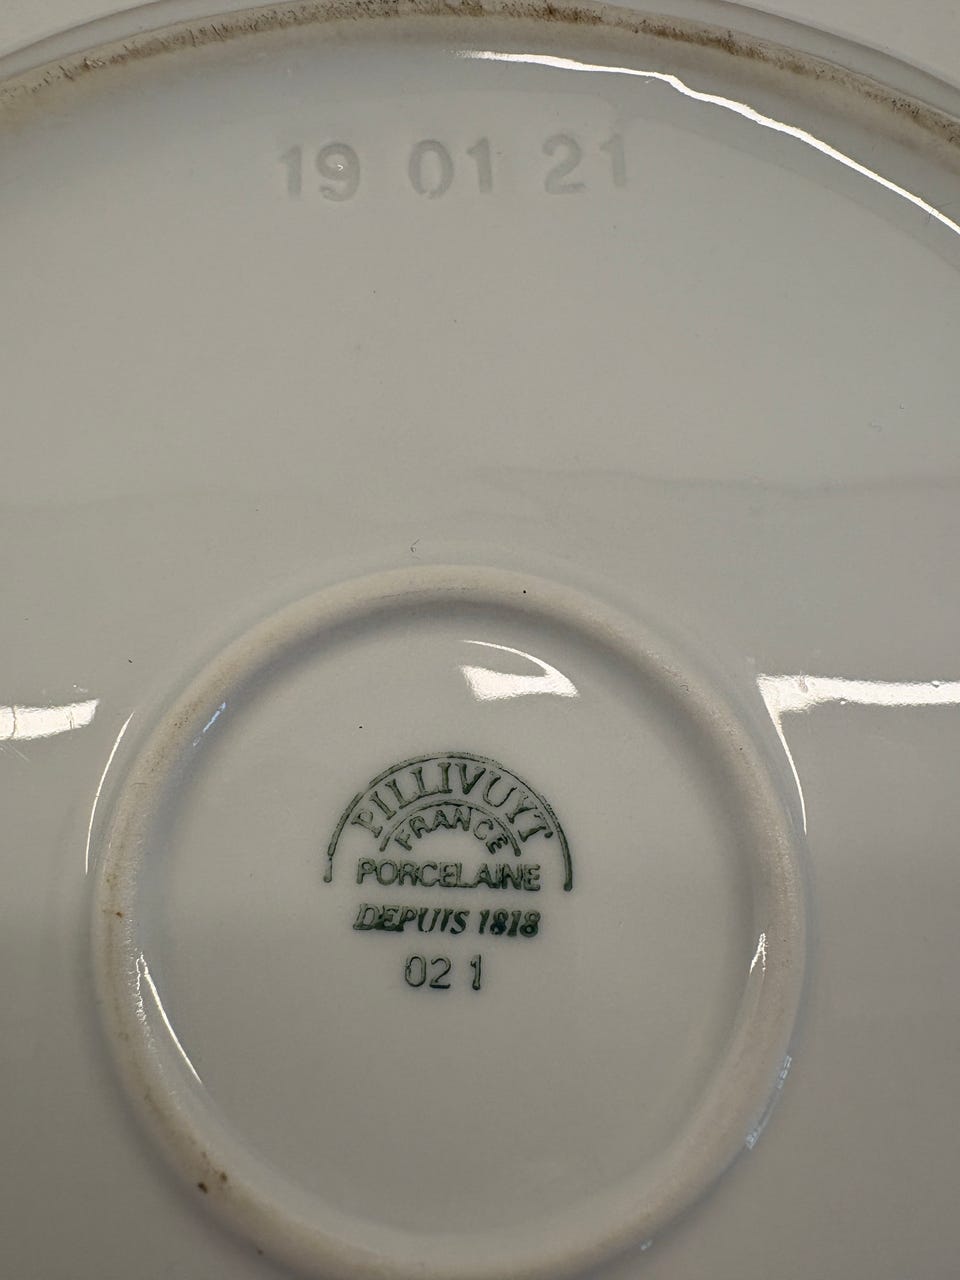 19 01 21
PILLIVUYT
FRANCE
PORCELAINE
DEPUIS 1818
02 1